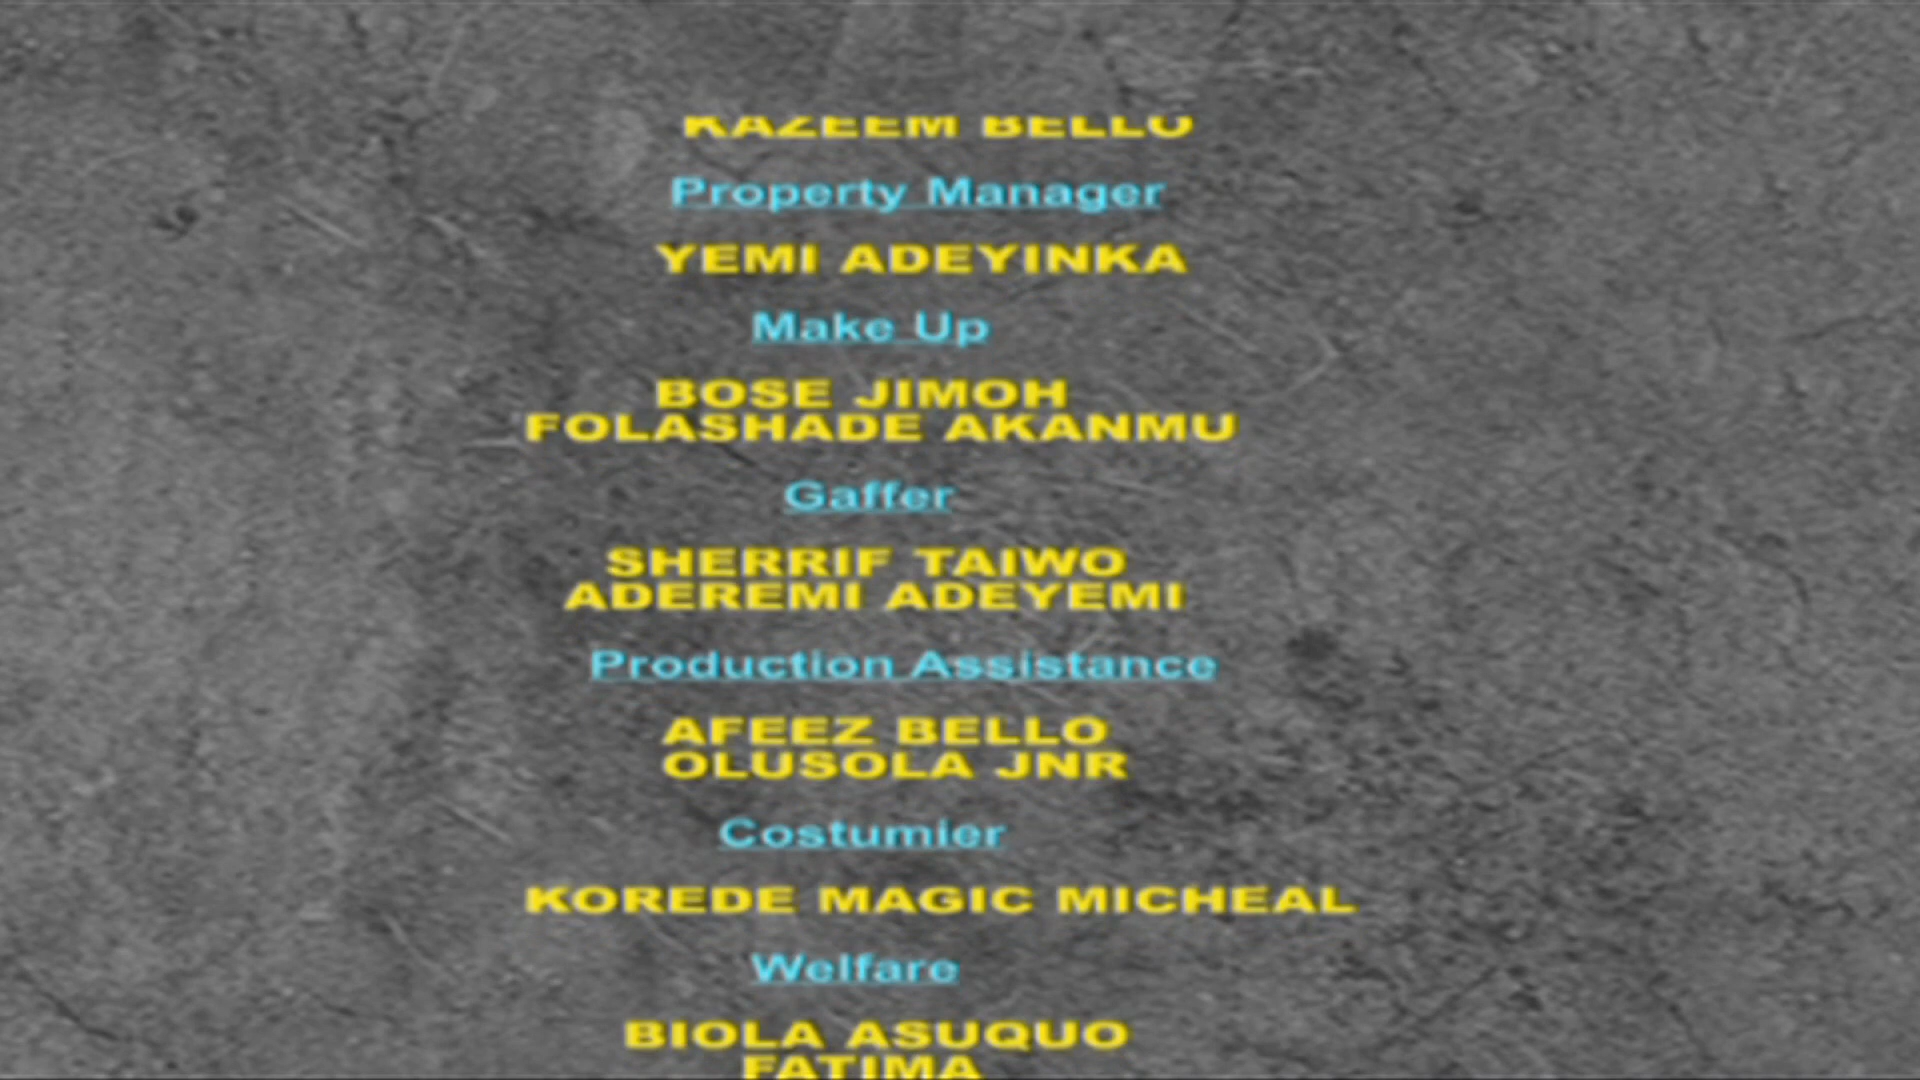 KAZEEM BELLO
Property Manager
YEMI ADEYINKA
Make Up
BOSE JIMOH
FOLASHADE AKANMU
Gaffer
SHERRIF TAIWO
ADEREMI ADEYEMI
Production Assistance
AFEEZ BELLO
OLUSOLA JNR
Costumier
KOREDE MAGIC MICHEAL
Welfare
BIOLA ASUQUO
FATIMA